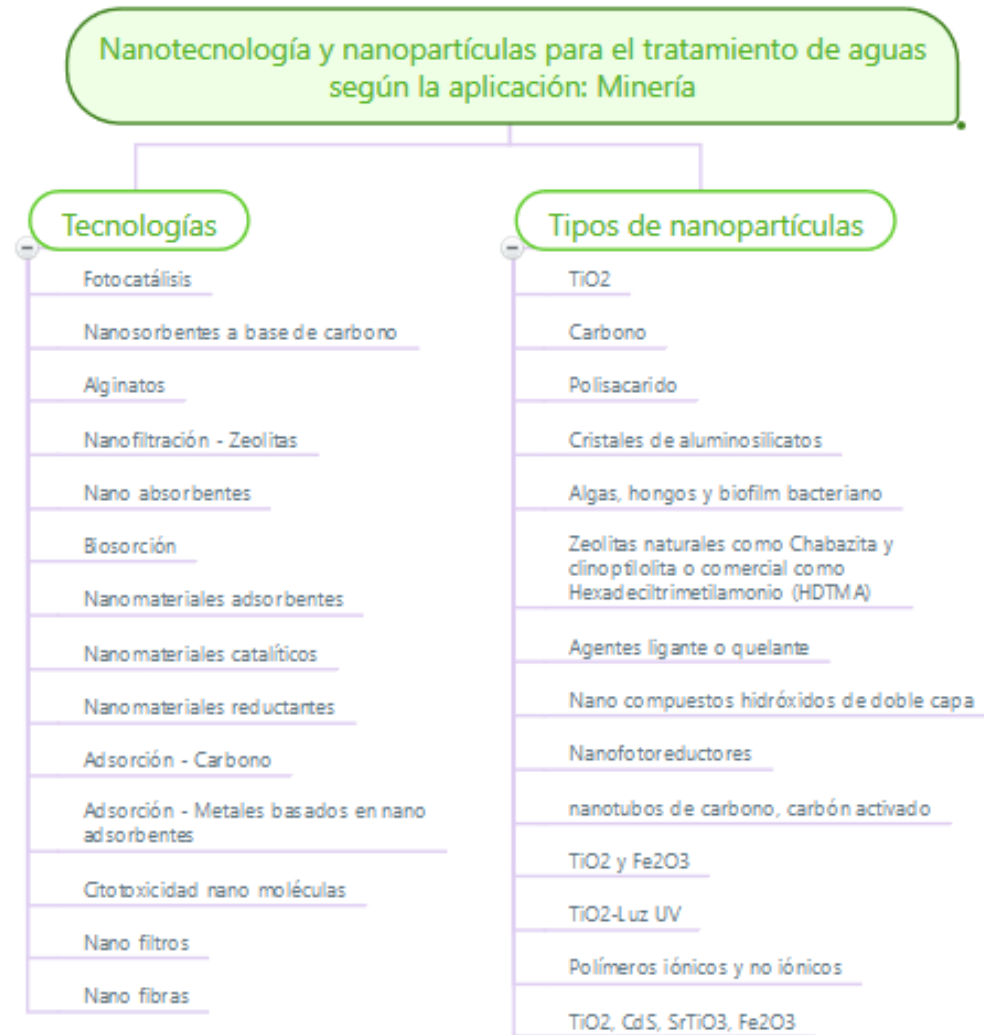 Nanotecnología y nanopartículas para el tratamiento de aguas
según la aplicación: Minería
Tecnologías
Fotocatálisis
Nanosorbentes a base de carbono
Alginatos
Nanofiltración - Zeolitas
Nano absorbentes
Biosorción
Nanomateriales adsorbentes
Nanomateriales catalíticos
Nanomateriales reductantes
Adsorción - Carbono
Adsorción - Metales basados en nano
adsorbentes
Citotoxicidad nano moléculas
Nano filtros
Nano fibras
Tipos de nanopartículas
TiO2
Carbono
Polisacarido
Cristales de aluminosilicatos
Algas, hongos y biofilm bacteriano
Zeolitas naturales como Chabazita y
clinoptilolita o comercial como
Hexadeciltrimetilamonio (HDTMA)
Agentes ligante o quelante
Nano compuestos hidróxidos de doble capa
Nanofotoreductores
nanotubos de carbono, carbón activado
TiO2 y Fe2O3
TiO2-Luz UV
Polímeros iónicos y no iónicos
TiO2, CdS, SrTiO3, Fe2O3